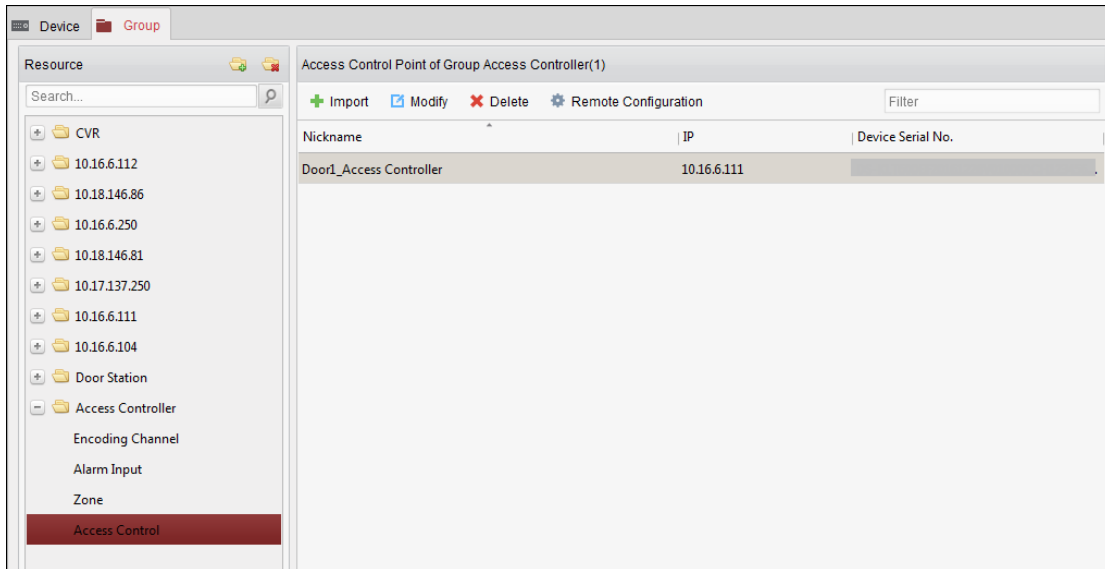 Device Group
Resource
Search...
CVR
10.16.6.112
10.18.146.86
10.16.6.250
10.18.146.81
10.17.137.250
10.16.6.111
10.16.6.104
Door Station
Access Controller
Encoding Channel
Alarm Input
Zone
Access Control
Access Control Point of Group Access Controller(1)
Import Modify Delete Remote Configuration Filter
Nickname IP Device Serial No.
Door1_Access Controller 10.16.6.111